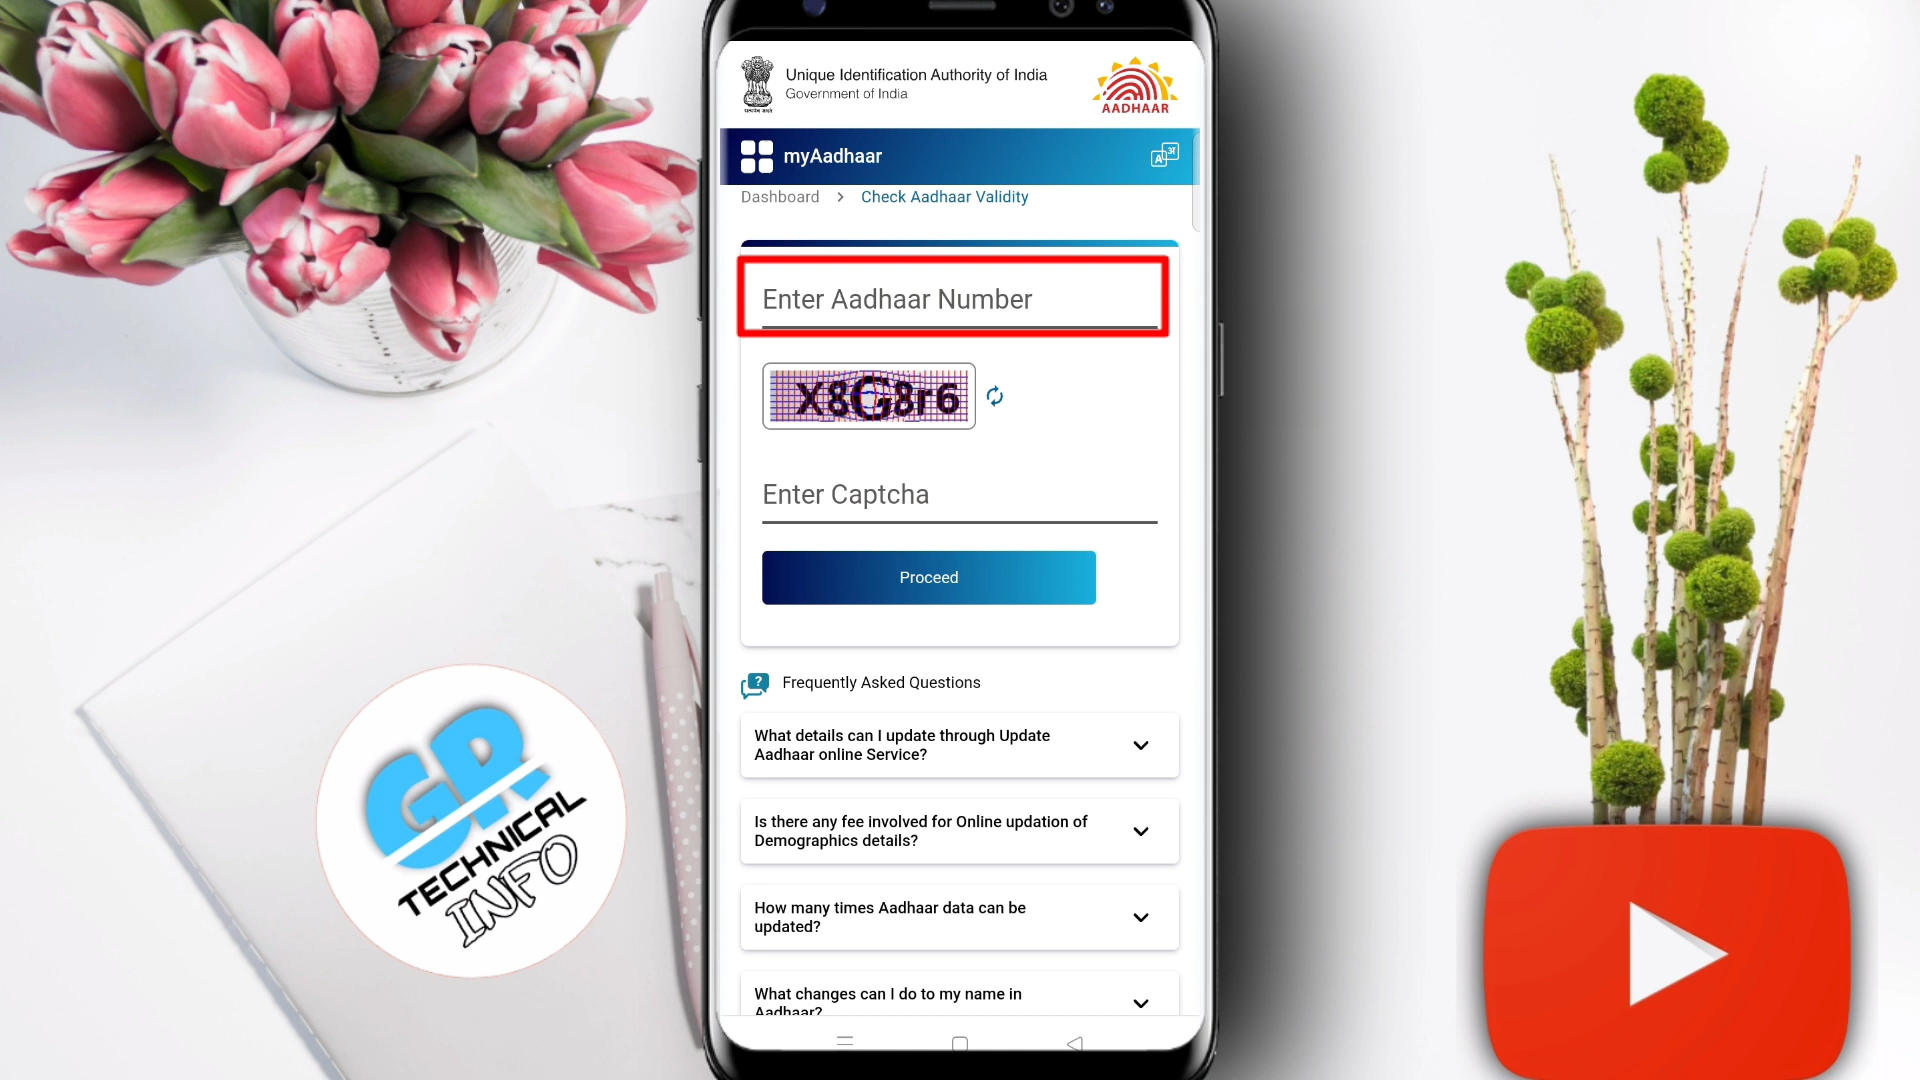 Unique Identification Authority of India
Government of India
सत्यमेव जयते
AADHAAR
myAadhaar
A अ
Dashboard > Check Aadhaar Validity
Enter Aadhaar Number
X8G8r6
Enter Captcha
Proceed
? Frequently Asked Questions
What details can I update through Update
Aadhaar online Service?
Is there any fee involved for Online updation of
Demographics details?
How many times Aadhaar data can be
updated?
What changes can I do to my name in
Aadhaar?
GR
TECHNICAL
INFO